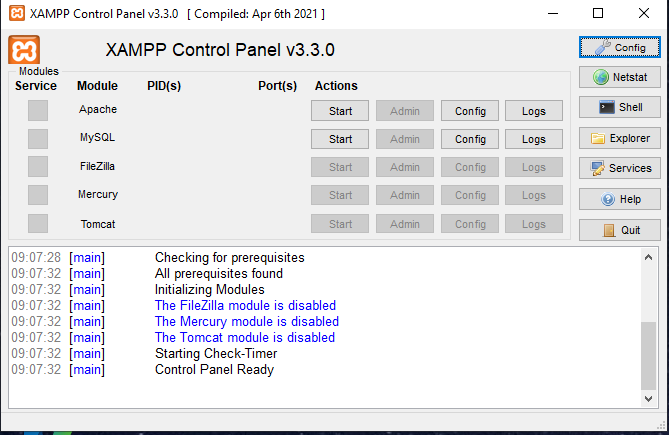 XAMPP Control Panel v3.3.0 [ Compiled: Apr 6th 2021 ]
XAMPP Control Panel v3.3.0
Config
Modules
Service Module PID(s) Port(s) Actions
Netstat
Apache Start Admin Config Logs
Shell
MySQL Start Admin Config Logs
Explorer
FileZilla Start Admin Config Logs
Services
Mercury Start Admin Config Logs
Help
Tomcat Start Admin Config Logs
Quit
09:07:28 [main] Checking for prerequisites
09:07:32 [main] All prerequisites found
09:07:32 [main] Initializing Modules
09:07:32 [main] The FileZilla module is disabled
09:07:32 [main] The Mercury module is disabled
09:07:32 [main] The Tomcat module is disabled
09:07:32 [main] Starting Check-Timer
09:07:32 [main] Control Panel Ready